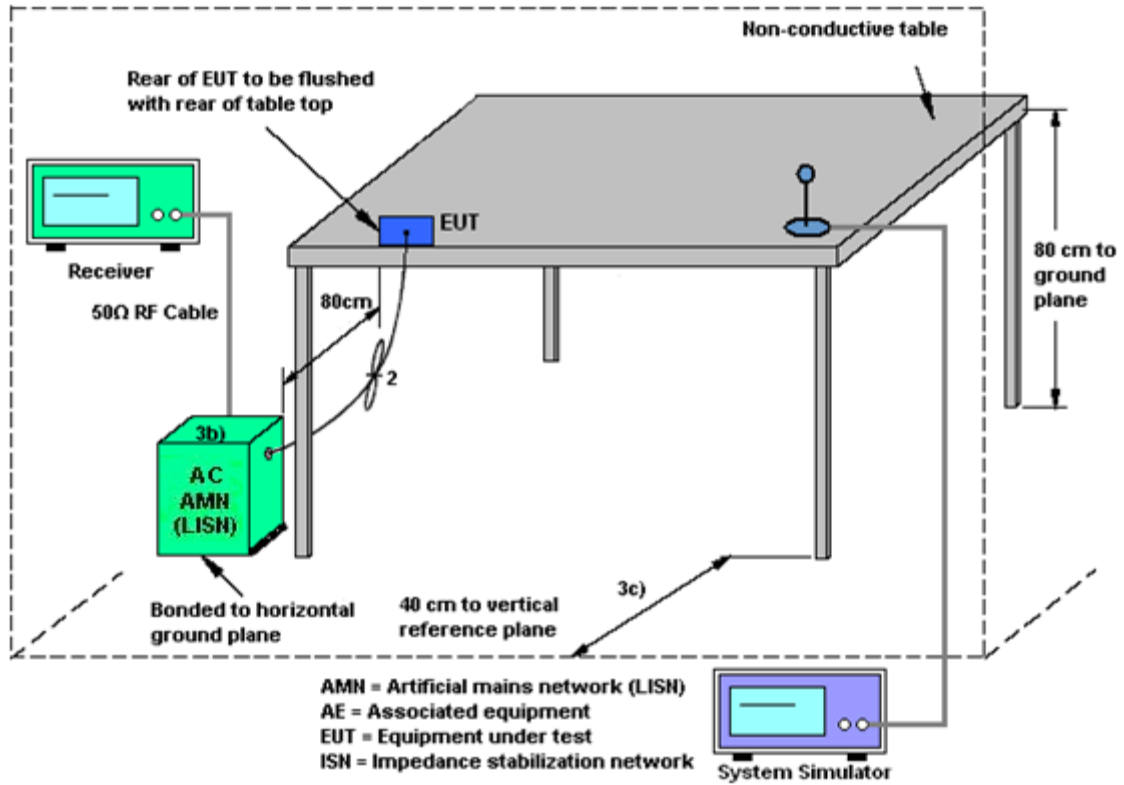 Non-conductive table
Rear of EUT to be flushed
with rear of table top
EUT
Receiver
80cm
80 cm to
ground
plane
50Ω RF Cable
2
3b)
AC
AMN
(LISN)
3c)
Bonded to horizontal
ground plane
40 cm to vertical
reference plane
AMN = Artificial mains network (LISN)
AE = Associated equipment
EUT = Equipment under test
ISN = Impedance stabilization network
System Simulator